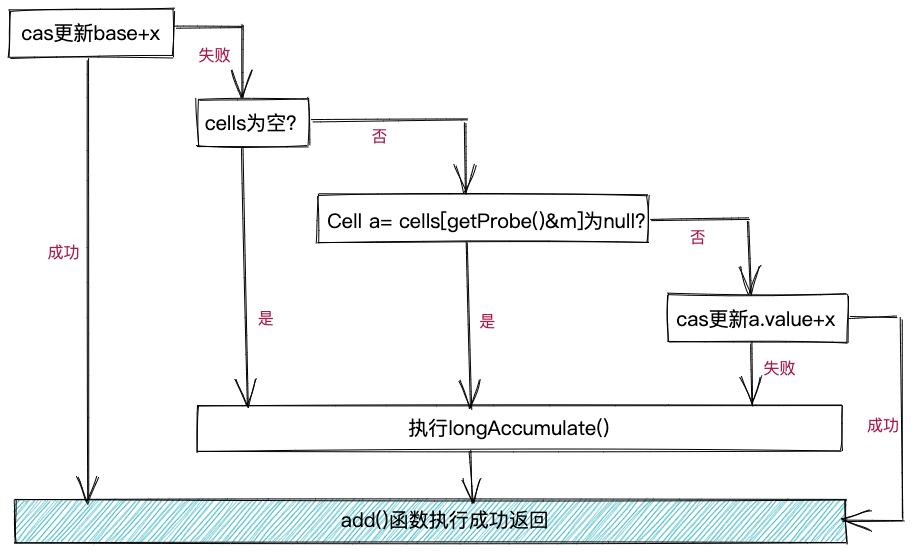 cas更新base+x
失败
cells为空?
否
Cell a= cells[getProbe()&m]为null?
否
成功
cas更新a.value+x
是
是
失败
成功
执行longAccumulate()
add()函数执行成功返回